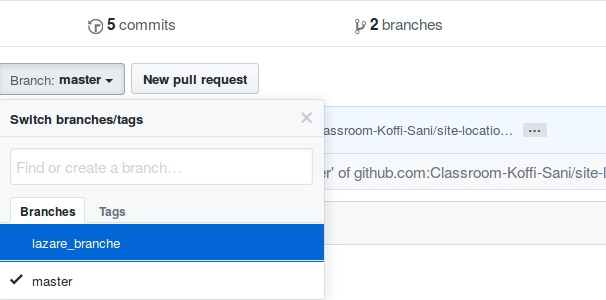 5 commits
2 branches
Branch: master
New pull request
Switch branches/tags
assroom-Koffi-Sani/site-locatio… …
Find or create a branch…
er' of github.com:Classroom-Koffi-Sani/site-l
Branches
Tags
lazare_branche
master